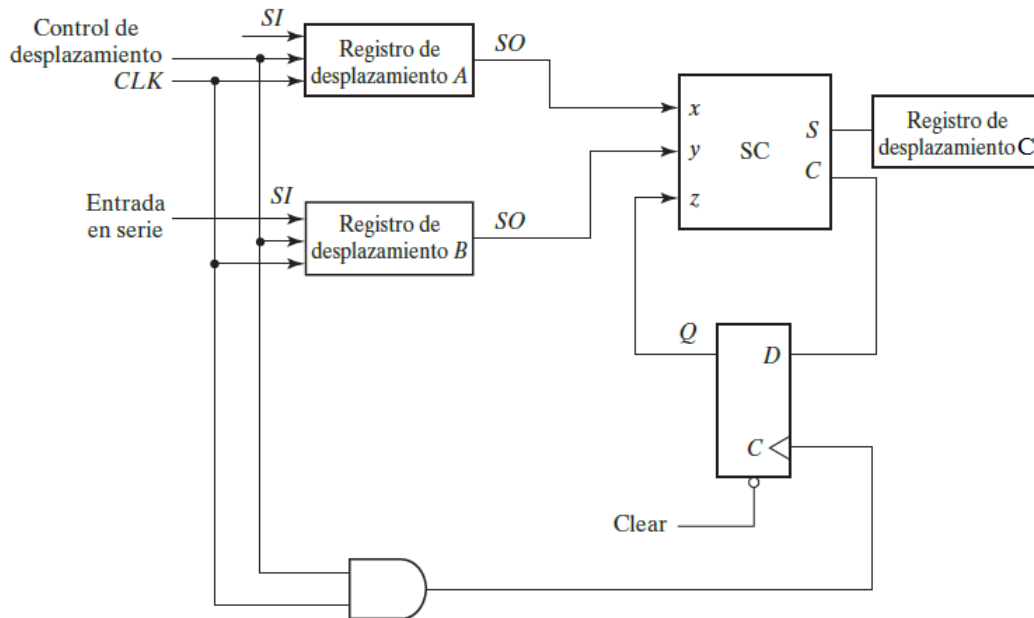 Control de
desplazamiento
CLK
SI
Registro de
desplazamiento A
SO
Entrada
en serie
SI
Registro de
desplazamiento B
SO
x
y
z
SC
S
C
Registro de
desplazamiento C
Q
D
C
Clear